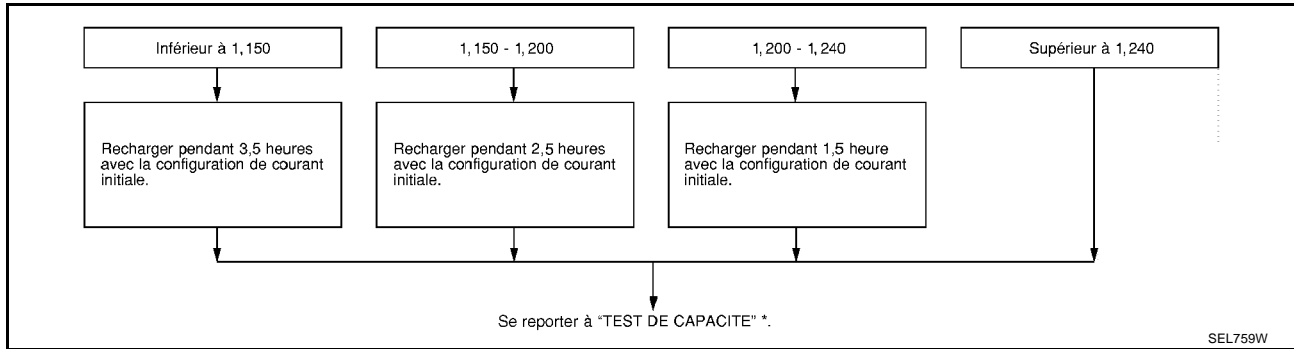 Inférieur à 1,150
1,150 - 1,200
1,200 - 1,240
Supérieur à 1,240
Recharger pendant 3,5 heures
avec la configuration de courant
initiale.
Recharger pendant 2,5 heures
avec la configuration de courant
initiale.
Recharger pendant 1,5 heure
avec la configuration de courant
initiale.
Se reporter à “TEST DE CAPACITE” *.
SEL759W